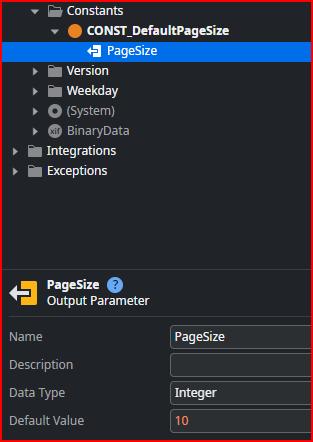 Constants
CONST_DefaultPageSize
PageSize
Version
Weekday
(System)
xif BinaryData
Integrations
Exceptions
PageSize ?
Output Parameter
Name PageSize
Description
Data Type Integer
Default Value 10